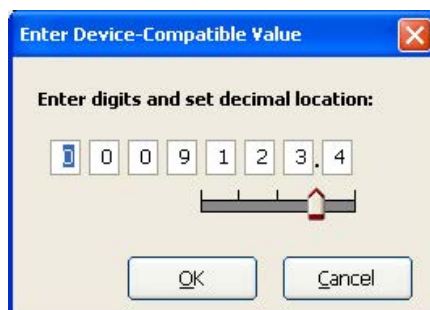 Enter Device-Compatible Value
Enter digits and set decimal location:
0 0 0 9 1 2 3 . 4
OK Cancel